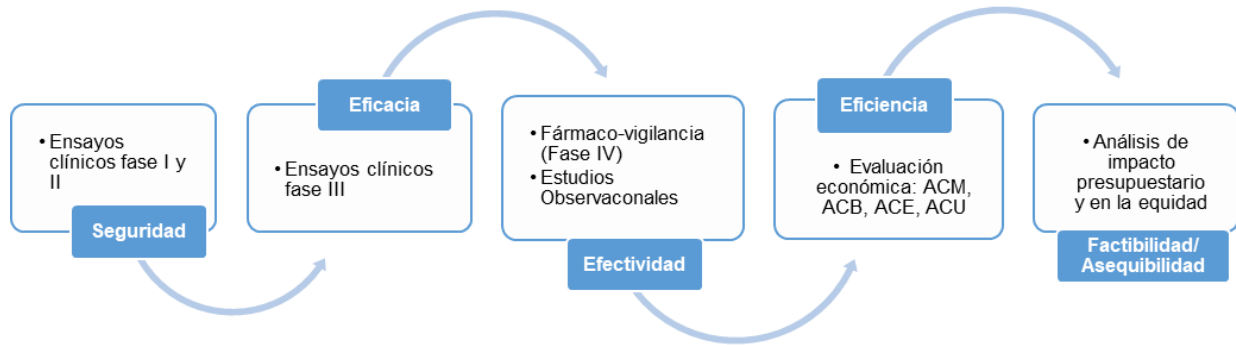 • Ensayos
clínicos fase I y
II
Seguridad
Eficacia
• Ensayos clínicos
fase III
• Fármaco-vigilancia
(Fase IV)
• Estudios
Observaconales
Efectividad
Eficiencia
• Evaluación
económica: ACM,
ACB, ACE, ACU
• Análisis de
impacto
presupuestario
y en la equidad
Factibilidad/
Asequibilidad